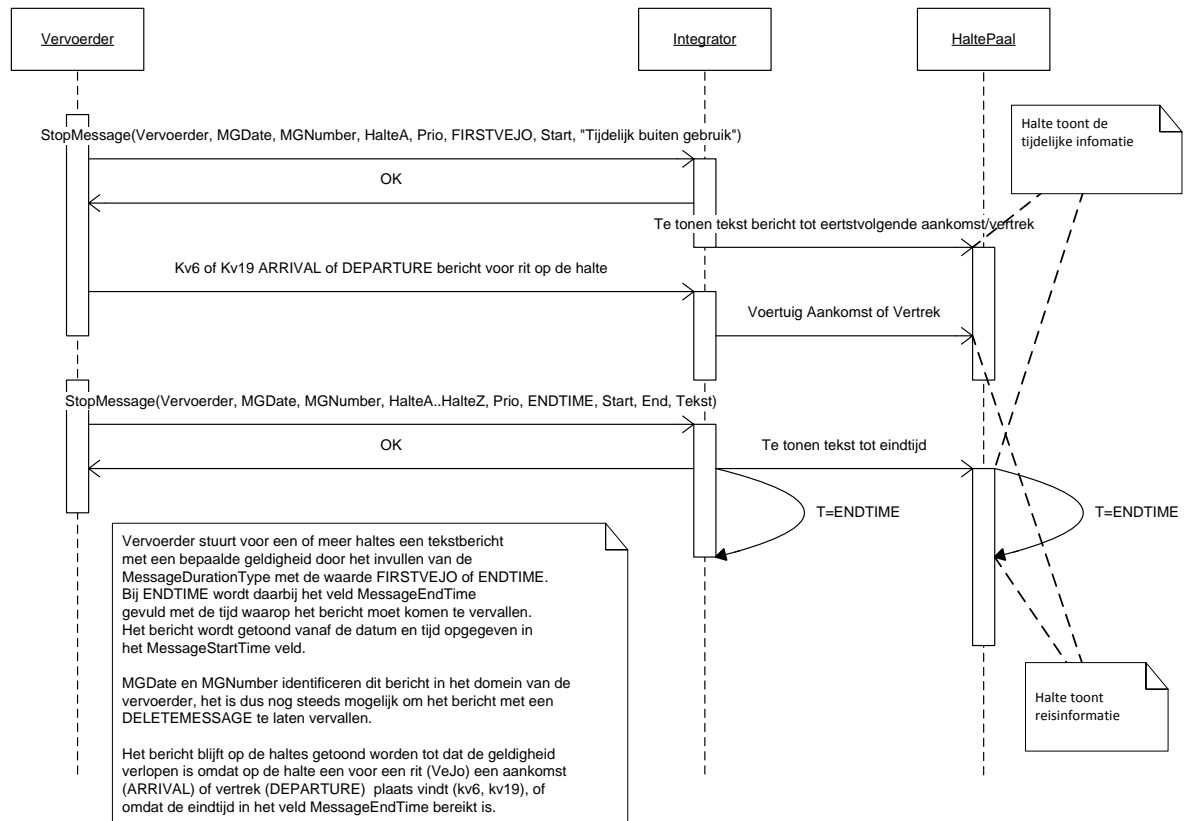 Vervoerder
Integrator
HaltePaal
Halte toont de
tijdelijke infomatie
StopMessage(Vervoerder, MGDate, MGNumber, HalteA, Prio, FIRSTVEJO, Start, "Tijdelijk buiten gebruik")
OK
Te tonen tekst bericht tot eertstvolgende aankomst/vertrek
Kv6 of Kv19 ARRIVAL of DEPARTURE bericht voor rit op de halte
Voertuig Aankomst of Vertrek
StopMessage(Vervoerder, MGDate, MGNumber, HalteA..HalteZ, Prio, ENDTIME, Start, End, Tekst)
OK
Te tonen tekst tot eindtijd
T=ENDTIME
T=ENDTIME
Vervoerder stuurt voor een of meer haltes een tekstbericht
met een bepaalde geldigheid door het invullen van de
MessageDurationType met de waarde FIRSTVEJO of ENDTIME.
Bij ENDTIME wordt daarbij het veld MessageEndTime
gevuld met de tijd waarop het bericht moet komen te vervallen.
Het bericht wordt getoond vanaf de datum en tijd opgegeven in
het MessageStartTime veld.
MGDate en MGNumber identificeren dit bericht in het domein van de
vervoerder, het is dus nog steeds mogelijk om het bericht met een
DELETEMESSAGE te laten vervallen.
Het bericht blijft op de haltes getoond worden tot dat de geldigheid
verlopen is omdat op de halte een voor een rit (VeJo) een aankomst
(ARRIVAL) of vertrek (DEPARTURE) plaats vindt (kv6, kv19), of
omdat de eindtijd in het veld MessageEndTime bereikt is.
Halte toont
reisinformatie